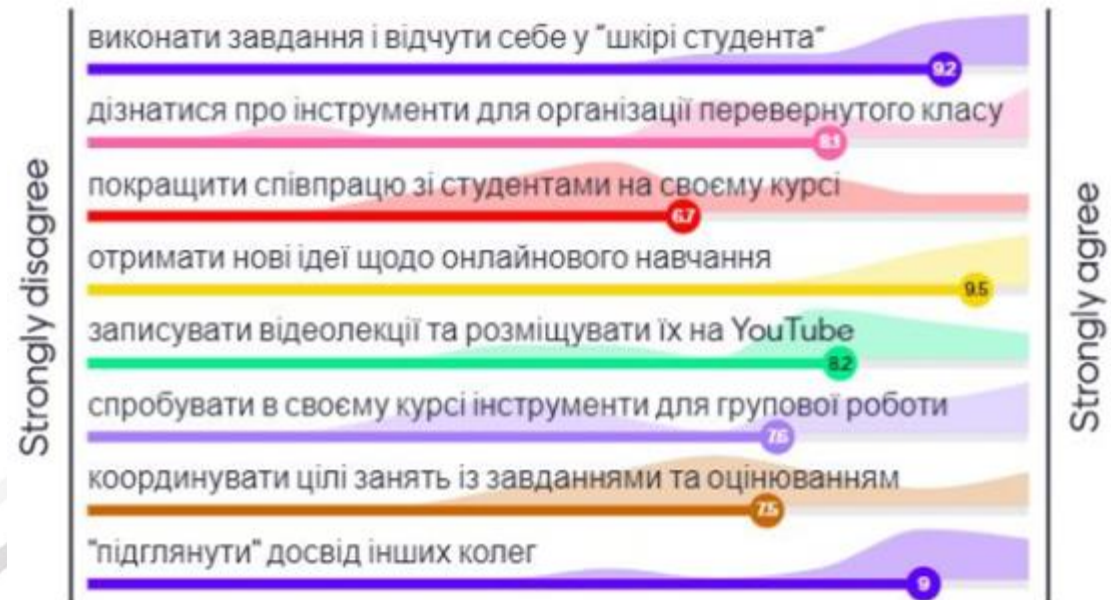 виконати завдання і відчути себе у "шкірі студента"
9.2
дізнатися про інструменти для організації перевернутого класу
8.1
покращити співпрацю зі студентами на своєму курсі
6.7
отримати нові ідеї щодо онлайнового навчання
9.5
записувати відеолекції та розміщувати їх на YouTube
8.2
спробувати в своєму курсі інструменти для групової роботи
7.6
координувати цілі занять із завданнями та оцінюванням
7.5
"підглянути" досвід інших колег
9
Strongly disagree
Strongly agree